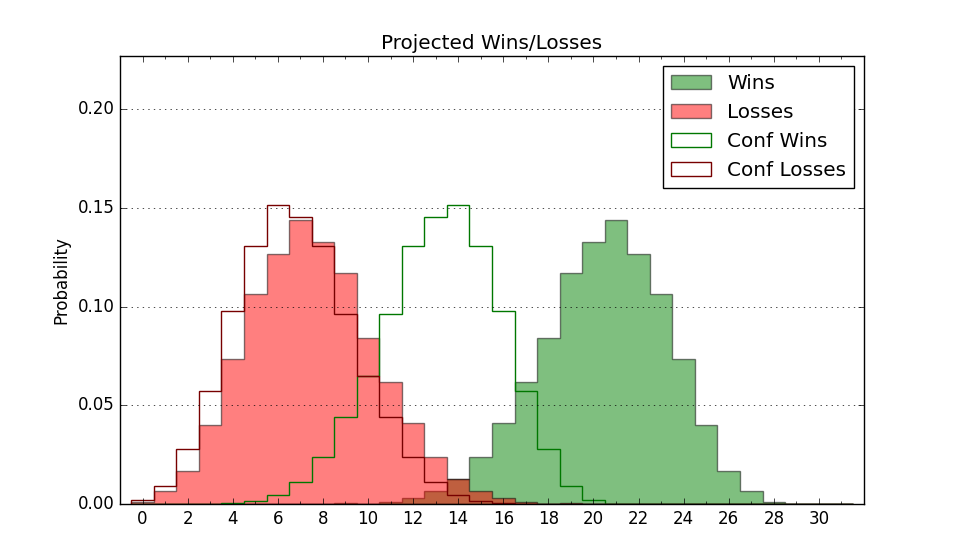 Projected Wins/Losses
Wins
Losses
Conf Wins
Conf Losses
0.20
0.15
0.10
0.05
0.00
Probability
0 2 4 6 8 10 12 14 16 18 20 22 24 26 28 30